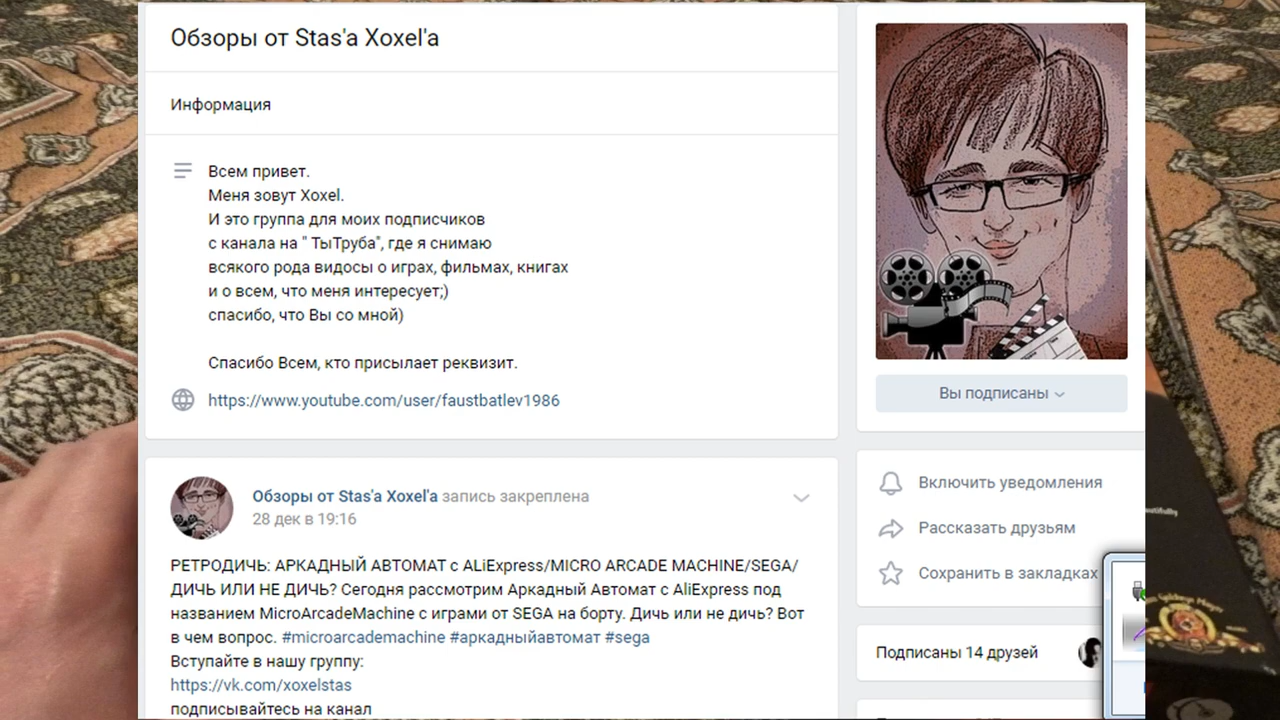 Обзоры от Stas'a Xoxel'a
Информация
Всем привет.
Меня зовут Xoxel.
И это группа для моих подписчиков
с канала на " ТыТруба", где я снимаю
всякого рода видосы о играх, фильмах, книгах
и о всем, что меня интересует;)
спасибо, что Вы со мной)
Спасибо Всем, кто присылает реквизит.
https://www.youtube.com/user/faustbatlev1986
Вы подписаны
Обзоры от Stas'a Xoxel'a запись закреплена
28 дек в 19:16
РЕТРОДИЧЬ: АРКАДНЫЙ АВТОМАТ с ALiExpress/MICRO ARCADE MACHINE/SEGA/
ДИЧЬ ИЛИ НЕ ДИЧЬ? Сегодня рассмотрим Аркадный Автомат с AliExpress под
названием MicroArcadeMachine с играми от SEGA на борту. Дичь или не дичь? Вот
в чем вопрос. #microarcademachine #аркадныйавтомат #sega
Вступайте в нашу группу:
https://vk.com/xoxelstas
подписывайтесь на канал
Включить уведомления
Рассказать друзьям
Сохранить в закладках
Подписаны 14 друзей